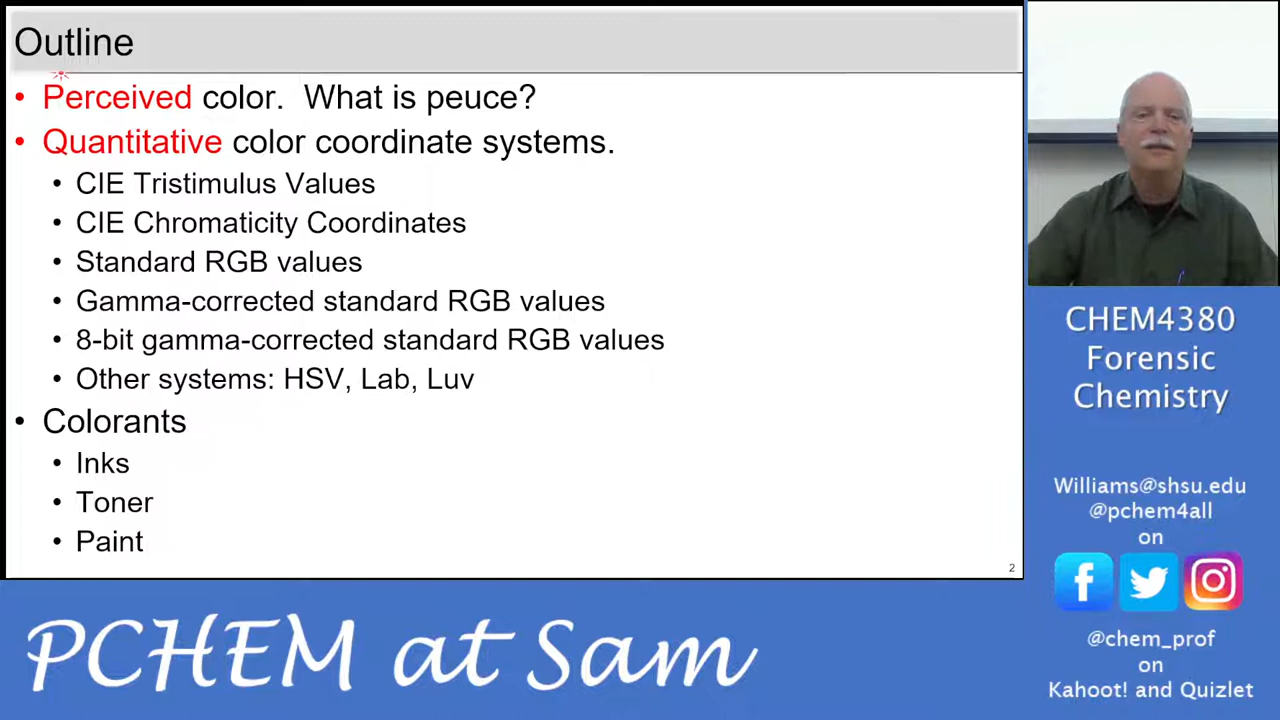 Outline
• Perceived color. What is peuce?
• Quantitative color coordinate systems.
• CIE Tristimulus Values
• CIE Chromaticity Coordinates
• Standard RGB values
• Gamma-corrected standard RGB values
• 8-bit gamma-corrected standard RGB values
• Other systems: HSV, Lab, Luv
• Colorants
• Inks
• Toner
• Paint
2
CHEM4380
Forensic
Chemistry
Williams@shsu.edu
@pchem4all
on
@chem_prof
on
Kahoot! and Quizlet
PCHEM at Sam